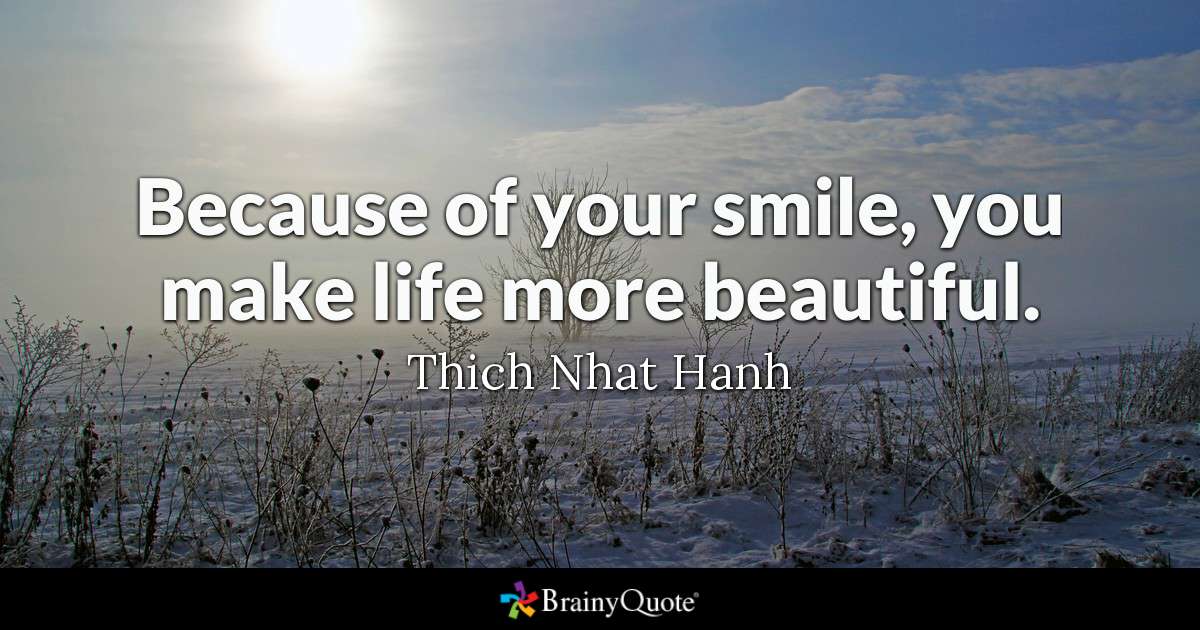 Because of your smile, you
make life more beautiful.
Thich Nhat Hanh
BrainyQuote®